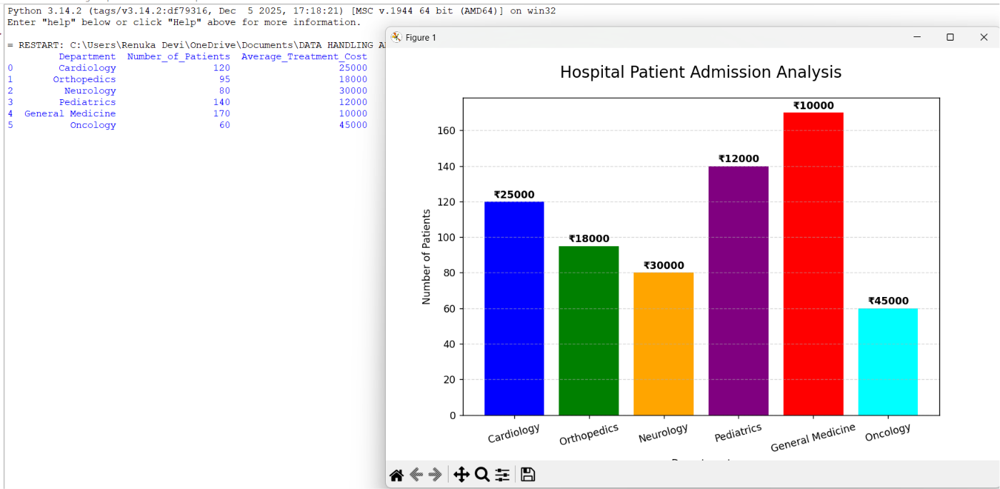 Python 3.14.2 (tags/v3.14.2:df79316, Dec  5 2025, 17:18:21) [MSC v.1944 64 bit (AMD64)] on win32
Enter "help" below or click "Help" above for more information.
= RESTART: C:\Users\Renuka Devi\OneDrive\Documents\DATA HANDLING
Department  Number_of_Patients  Average_Treatment_Cost
0        Cardiology                 120                   25000
1       Orthopedics                  95                   18000
2         Neurology                  80                   30000
3        Pediatrics                 140                   12000
4  General Medicine                 170                   10000
5          Oncology                  60                   45000
Figure 1
Hospital Patient Admission Analysis
Number of Patients
160
140
120
100
80
60
40
20
0
₹25000
₹18000
₹30000
₹12000
₹10000
₹45000
Cardiology
Orthopedics
Neurology
Pediatrics
General Medicine
Oncology